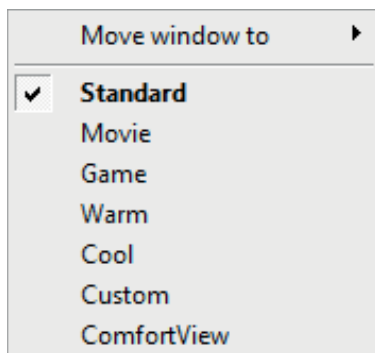 Move window to
Standard
Movie
Game
Warm
Cool
Custom
ComfortView